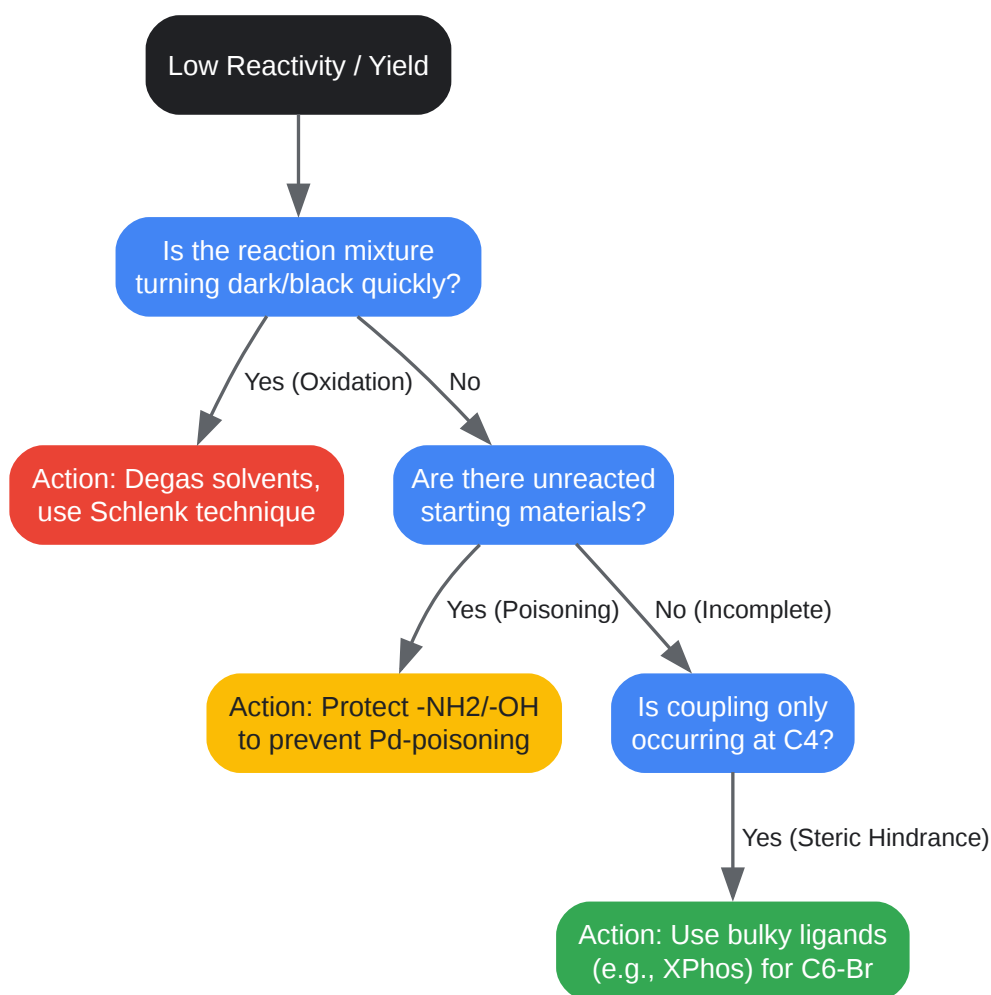 Low Reactivity / Yield
Is the reaction mixture
turning dark/black quickly?
Yes (Oxidation)
No
Action: Degas solvents,
use Schlenk technique
Are there unreacted
starting materials?
Yes (Poisoning)
No (Incomplete)
Action: Protect -NH2/-OH
to prevent Pd-poisoning
Is coupling only
occurring at C4?
Yes (Steric Hindrance)
Action: Use bulky ligands
(e.g., XPhos) for C6-Br